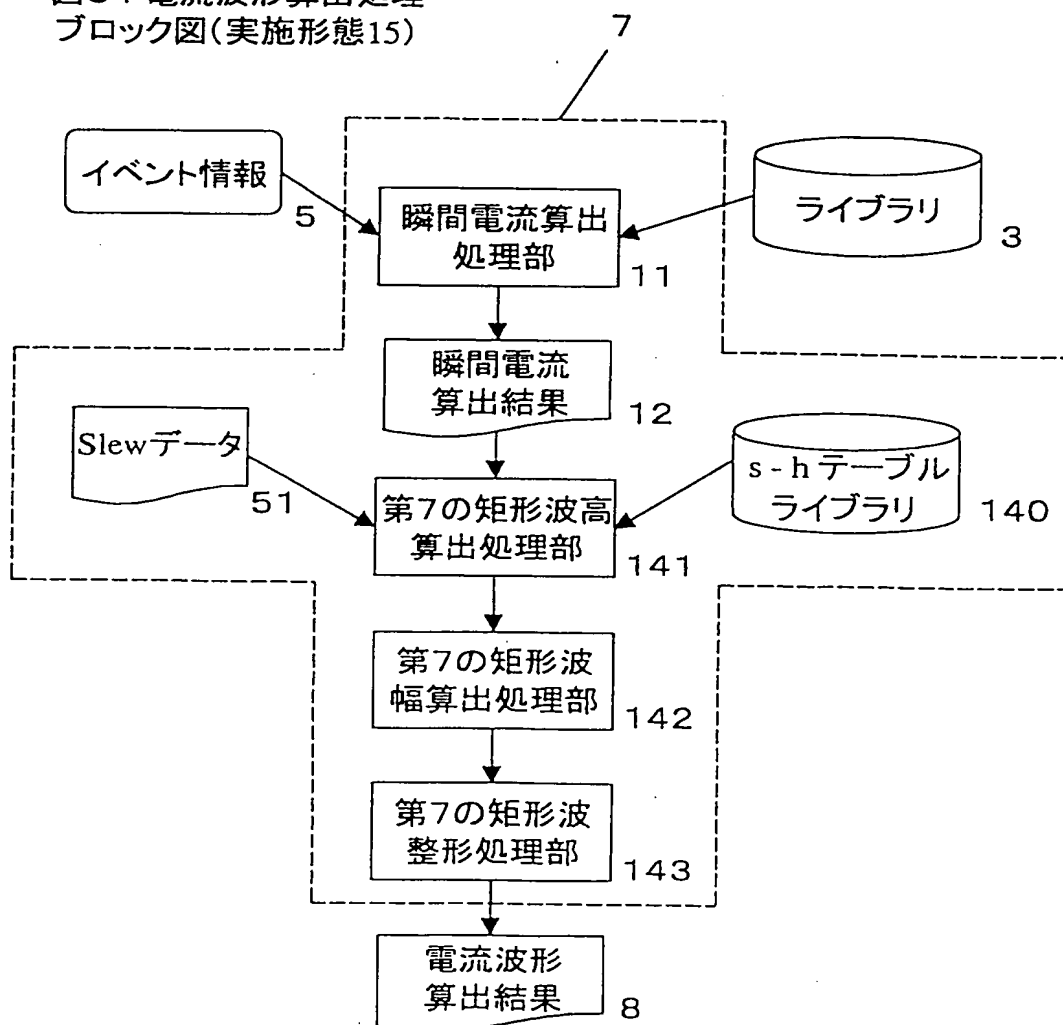 ブロック図(実施形態15)
7
イベント情報
5
瞬間電流算出
処理部
11
ライブラリ
3
瞬間電流
算出結果
12
Slewデータ
51
第7の矩形波高
算出処理部
141
s-hテーブル
ライブラリ
140
第7の矩形波
幅算出処理部
142
第7の矩形波
整形処理部
143
電流波形
算出結果
8